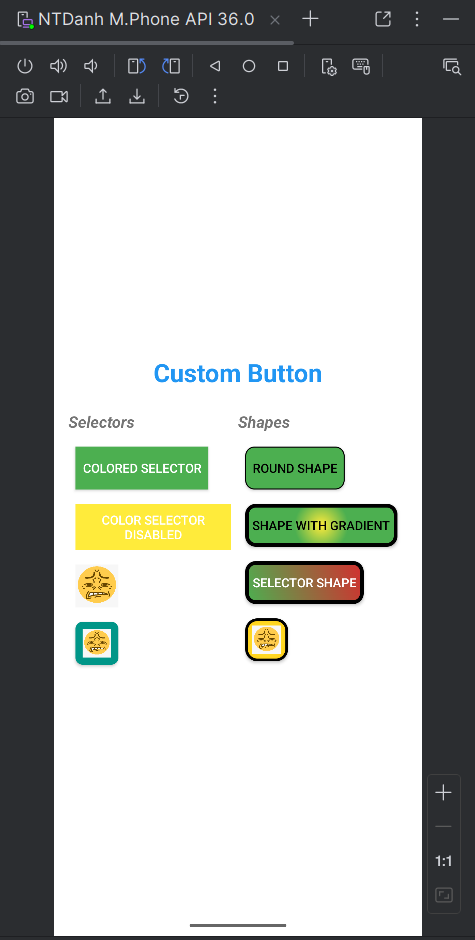 NTDanh M.Phone API 36.0
Custom Button
Selectors
Shapes
COLORED SELECTOR
ROUND SHAPE
COLOR SELECTOR
DISABLED
SHAPE WITH GRADIENT
SELECTOR SHAPE
1:1